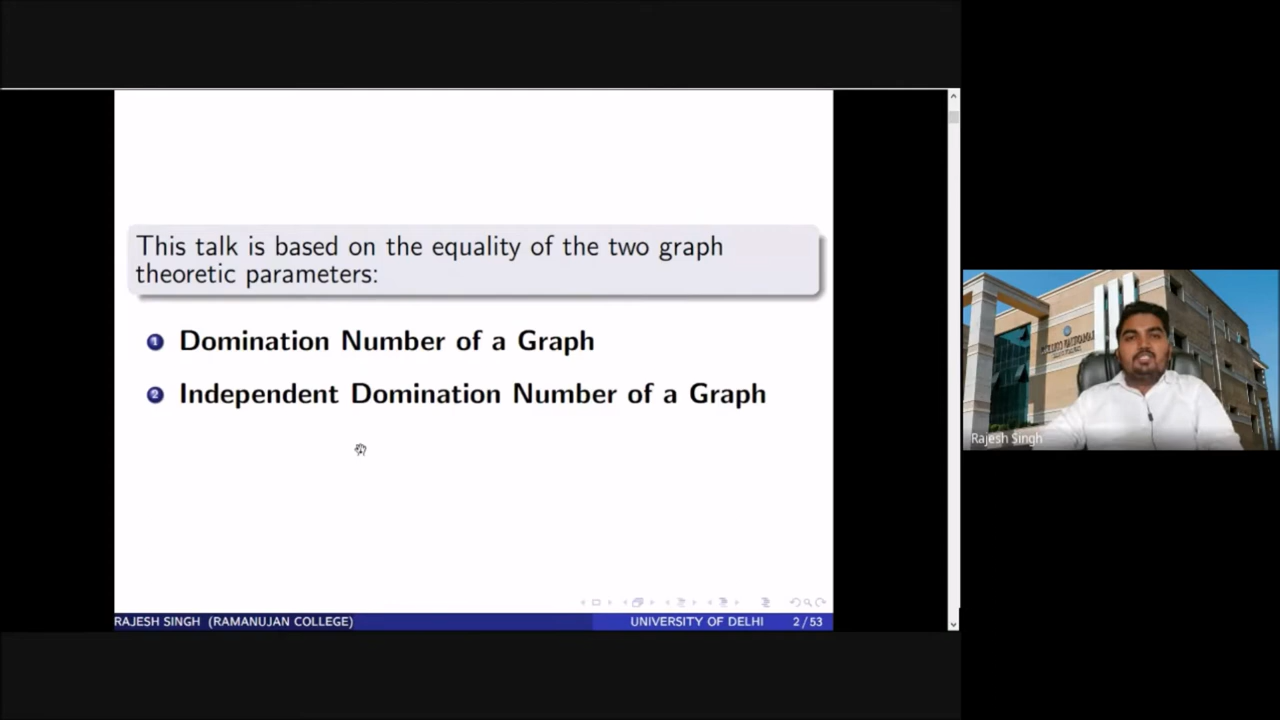 This talk is based on the equality of the two graph
theoretic parameters:
1 Domination Number of a Graph
2 Independent Domination Number of a Graph
RAJESH SINGH (RAMANUJAN COLLEGE) UNIVERSITY OF DELHI 2 / 53
Rajesh Singh